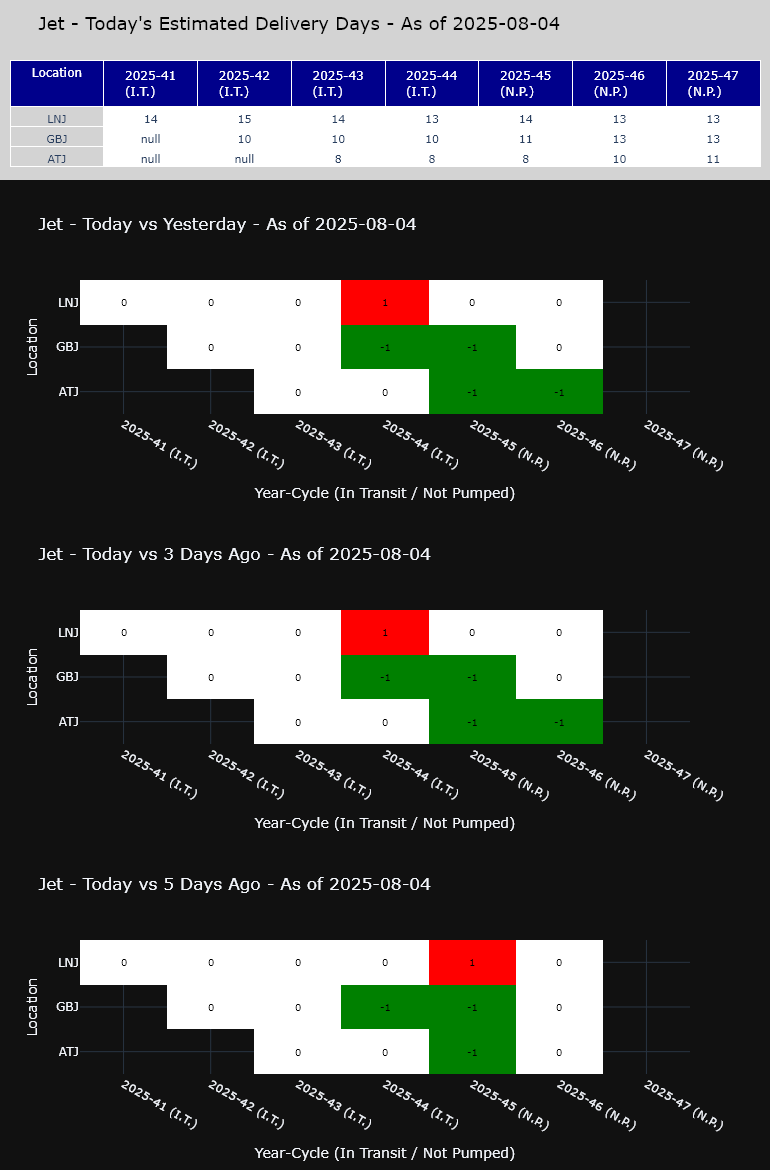 Jet - Today's Estimated Delivery Days - As of 2025-08-04
Location 2025-41 (I.T.) 2025-42 (I.T.) 2025-43 (I.T.) 2025-44 (I.T.) 2025-45 (N.P.) 2025-46 (N.P.) 2025-47 (N.P.)
LNJ 14 15 14 13 14 13 13
GBJ null 10 10 10 11 13 13
ATJ null null 8 8 8 10 11
Jet - Today vs Yesterday - As of 2025-08-04
Location
LNJ 0 0 0 1 0 0
GBJ 0 0 -1 -1 0
ATJ 0 0 -1 -1
2025-41 (I.T.) 2025-42 (I.T.) 2025-43 (I.T.) 2025-44 (I.T.) 2025-45 (N.P.) 2025-46 (N.P.) 2025-47 (N.P.)
Year-Cycle (In Transit / Not Pumped)
Jet - Today vs 3 Days Ago - As of 2025-08-04
Location
LNJ 0 0 0 1 0 0
GBJ 0 0 -1 -1 0
ATJ 0 0 -1 -1
2025-41 (I.T.) 2025-42 (I.T.) 2025-43 (I.T.) 2025-44 (I.T.) 2025-45 (N.P.) 2025-46 (N.P.) 2025-47 (N.P.)
Year-Cycle (In Transit / Not Pumped)
Jet - Today vs 5 Days Ago - As of 2025-08-04
Location
LNJ 0 0 0 0 1 0
GBJ 0 0 -1 -1 0
ATJ 0 0 -1 0
2025-41 (I.T.) 2025-42 (I.T.) 2025-43 (I.T.) 2025-44 (I.T.) 2025-45 (N.P.) 2025-46 (N.P.) 2025-47 (N.P.)
Year-Cycle (In Transit / Not Pumped)